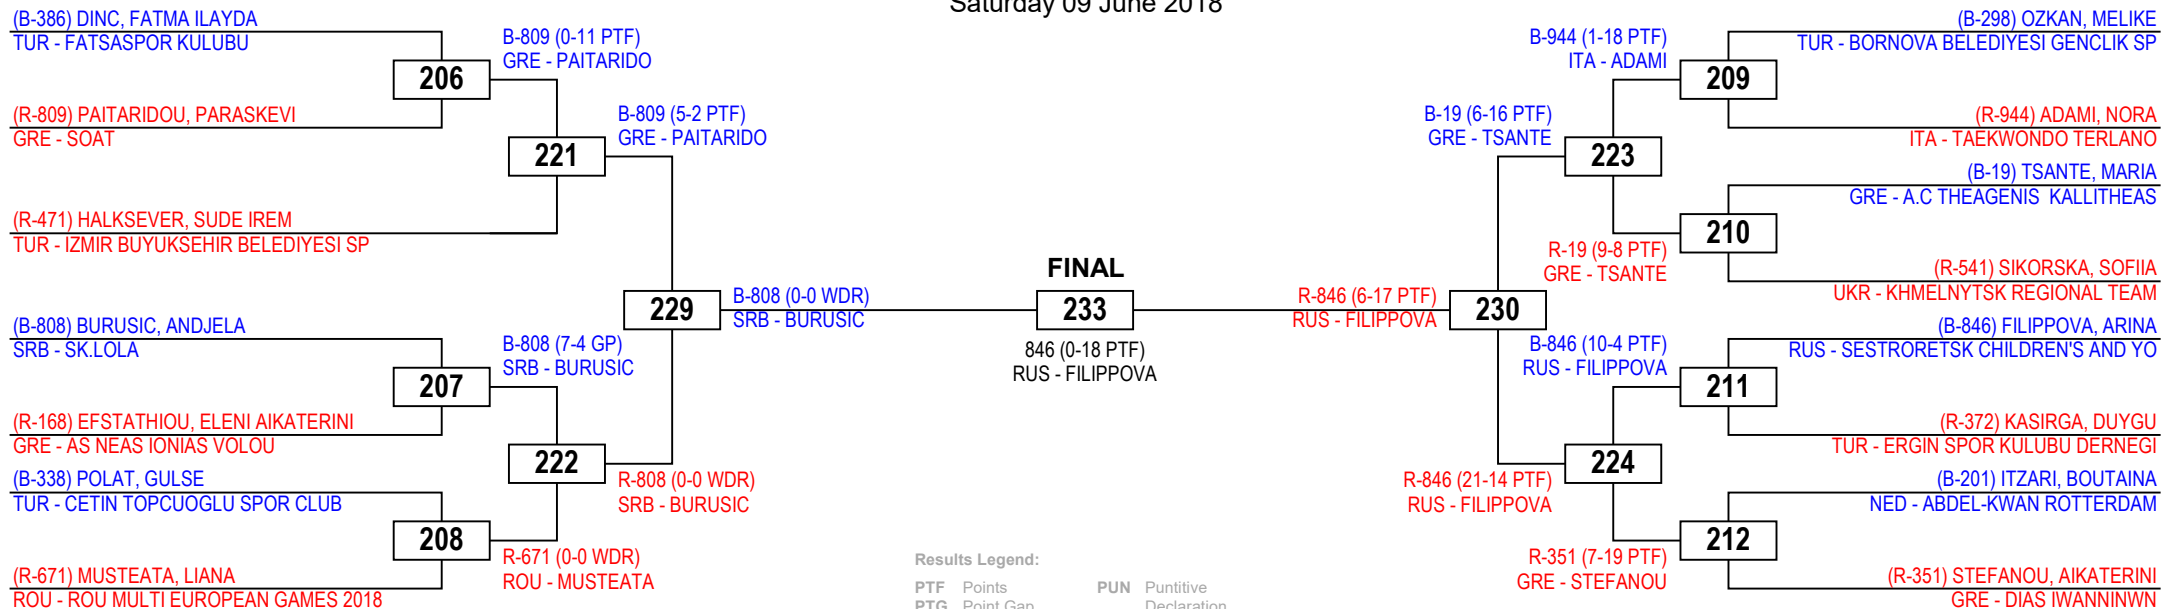 Saturday 09 June 2018
(B-386) DINC, FATMA ILAYDA
TUR - FATSASPOR KULUBU
206
(R-809) PAITARIDOU, PARASKEVI
GRE - SOAT
B-809 (0-11 PTF)
GRE - PAITARIDO
221
(R-471) HALKSEVER, SUDE IREM
TUR - IZMIR BUYUKSEHIR BELEDIYESI SP
B-809 (5-2 PTF)
GRE - PAITARIDO
229
(B-808) BURUSIC, ANDJELA
SRB - SK.LOLA
207
(R-168) EFSTATHIOU, ELENI AIKATERINI
GRE - AS NEAS IONIAS VOLOU
B-808 (7-4 GP)
SRB - BURUSIC
222
(B-338) POLAT, GULSE
TUR - CETIN TOPCUOGLU SPOR CLUB
208
(R-671) MUSTEATA, LIANA
ROU - ROU MULTI EUROPEAN GAMES 2018
R-671 (0-0 WDR)
ROU - MUSTEATA
R-808 (0-0 WDR)
SRB - BURUSIC
B-808 (0-0 WDR)
SRB - BURUSIC
FINAL
233
846 (0-18 PTF)
RUS - FILIPPOVA
R-846 (6-17 PTF)
RUS - FILIPPOVA
230
B-19 (6-16 PTF)
GRE - TSANTE
223
B-944 (1-18 PTF)
ITA - ADAMI
209
(B-298) OZKAN, MELIKE
TUR - BORNOVA BELEDIYESI GENCLIK SP
(R-944) ADAMI, NORA
ITA - TAEKWONDO TERLANO
(B-19) TSANTE, MARIA
GRE - A.C THEAGENIS  KALLITHEAS
210
R-19 (9-8 PTF)
GRE - TSANTE
(R-541) SIKORSKA, SOFIIA
UKR - KHMELNYTSK REGIONAL TEAM
(B-846) FILIPPOVA, ARINA
RUS - SESTRORETSK CHILDREN'S AND YO
B-846 (10-4 PTF)
RUS - FILIPPOVA
211
(R-372) KASIRGA, DUYGU
TUR - ERGIN SPOR KULUBU DERNEGI
224
R-846 (21-14 PTF)
RUS - FILIPPOVA
(B-201) ITZARI, BOUTAINA
NED - ABDEL-KWAN ROTTERDAM
212
R-351 (7-19 PTF)
GRE - STEFANOU
(R-351) STEFANOU, AIKATERINI
GRE - DIAS IWANNINWN
Results Legend:
PTF Points
PUN Puntitive
Declaration
PTG Point Gap